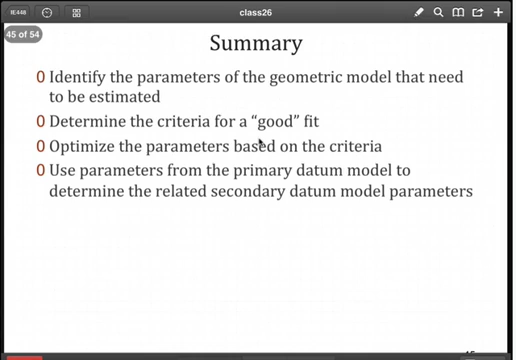 IE448
class26
45 of 54
Summary
0 Identify the parameters of the geometric model that need
to be estimated
0 Determine the criteria for a “good” fit
0 Optimize the parameters based on the criteria
0 Use parameters from the primary datum model to
determine the related secondary datum model parameters